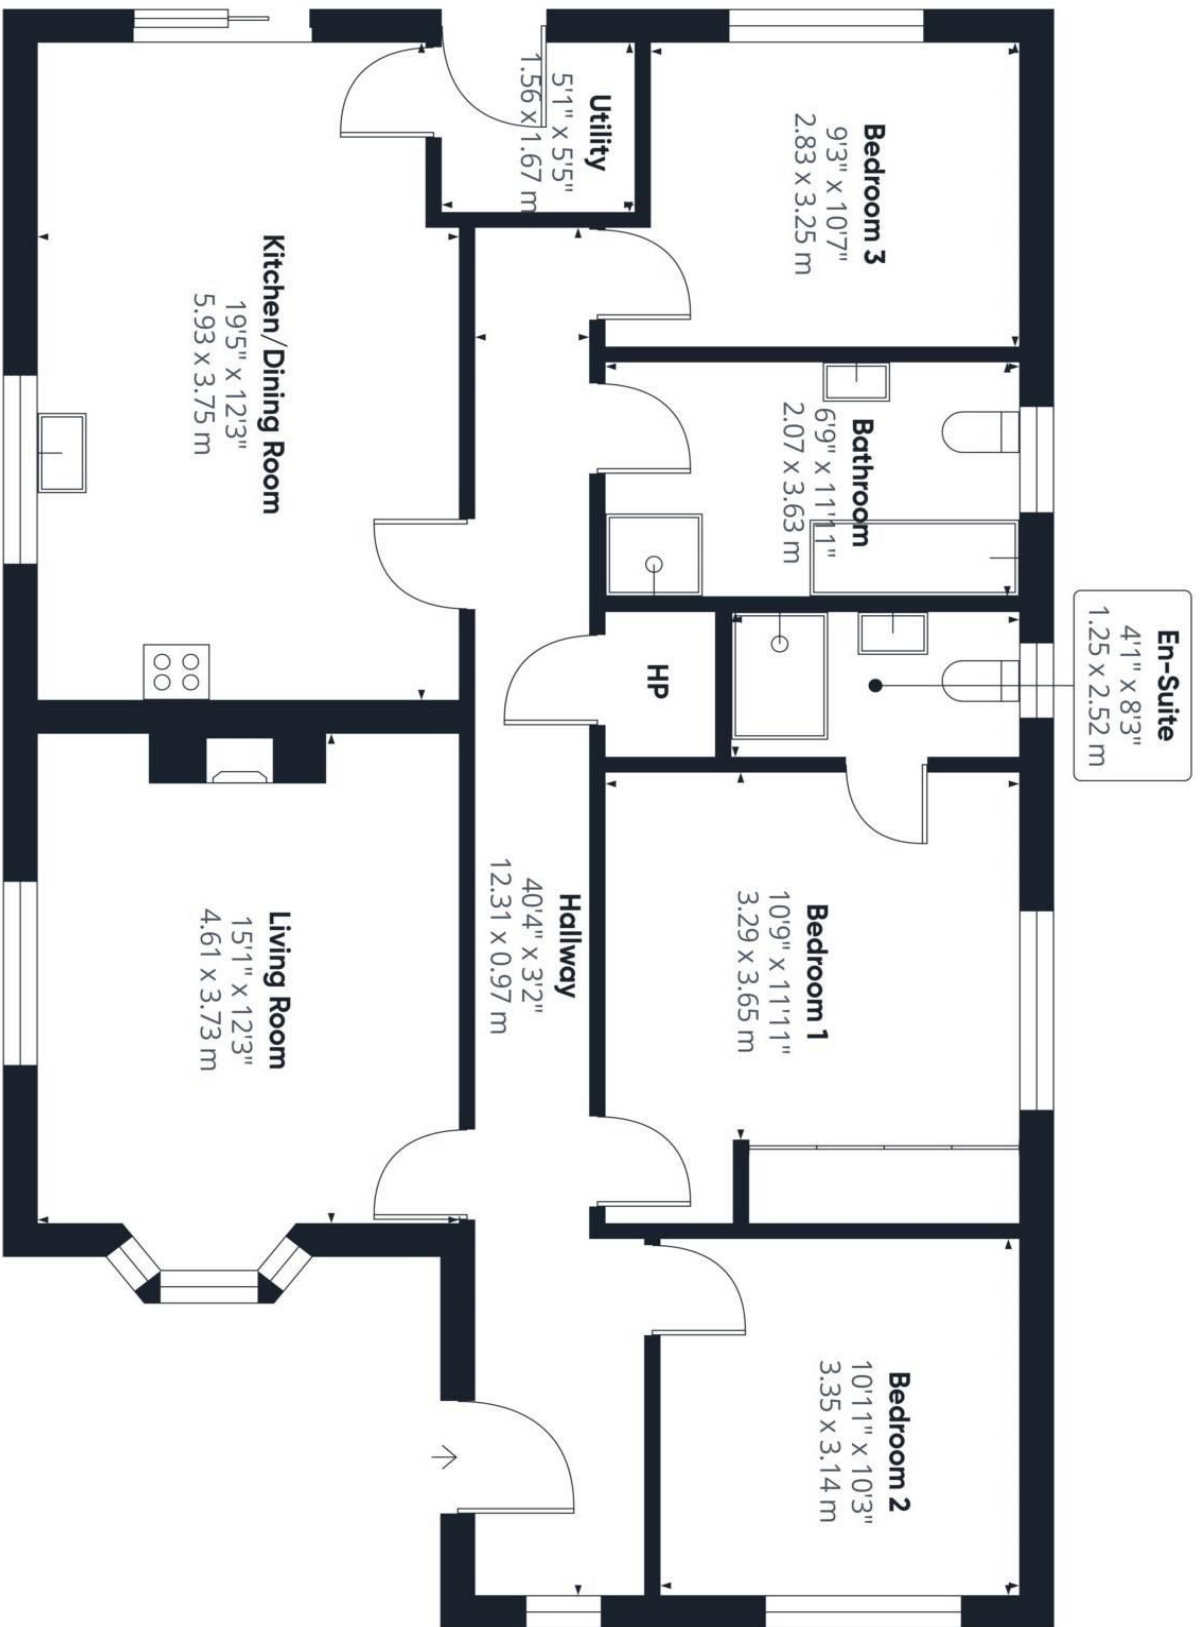 En-Suite
4'1" x 8'3"
1.25 x 2.52 m
Bedroom 3
9'3" x 10'7"
2.83 x 3.25 m
Bathroom
6'9" x 11'11"
2.07 x 3.63 m
HP
Bedroom 1
10'9" x 11'11"
3.29 x 3.65 m
Bedroom 2
10'11" x 10'3"
3.35 x 3.14 m
Utility
5'1" x 5'5"
1.56 x 1.67 m
Hallway
40'4" x 3'2"
12.31 x 0.97 m
Kitchen/Dining Room
19'5" x 12'3"
5.93 x 3.75 m
Living Room
15'1" x 12'3"
4.61 x 3.73 m